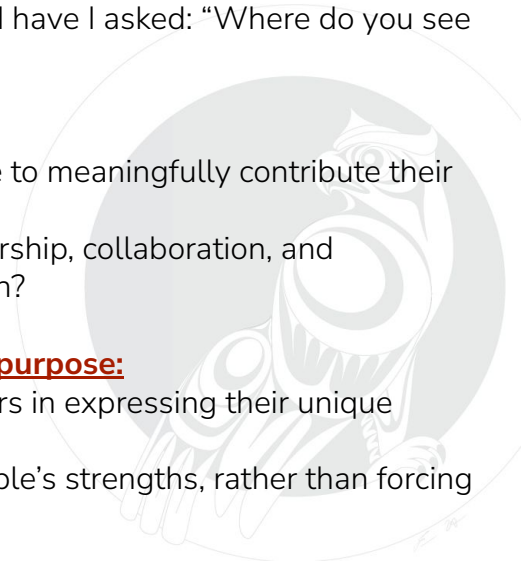 have I asked: “Where do you see
to meaningfully contribute their
rship, collaboration, and
n?
purpose:
rs in expressing their unique
ple’s strengths, rather than forcing